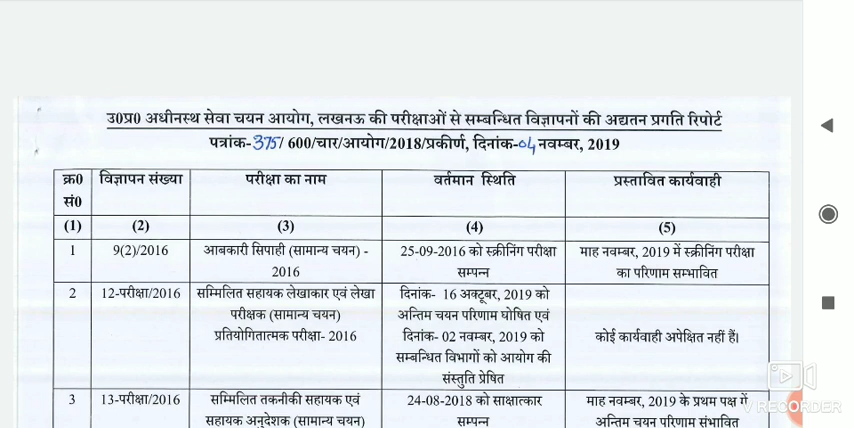 उ0प्र0 अधीनस्थ सेवा चयन आयोग, लखनऊ की परीक्षाओं से सम्बन्धित विज्ञापनों की अद्यतन प्रगति रिपोर्ट
पत्रांक-375/ 600/चार/आयोग/2018/प्रकीर्ण, दिनांक-04 नवम्बर, 2019
क्र0 सं0 विज्ञापन संख्या परीक्षा का नाम वर्तमान स्थिति प्रस्तावित कार्यवाही
(1) (2) (3) (4) (5)
1 9(2)/2016 आबकारी सिपाही (सामान्य चयन) - 25-09-2016 को स्क्रीनिंग परीक्षा माह नवम्बर, 2019 में स्क्रीनिंग परीक्षा
2016 सम्पन्न का परिणाम सम्भावित
2 12-परीक्षा/2016 सम्मिलित सहायक लेखाकार एवं लेखा दिनांक- 16 अक्टूबर, 2019 को
परीक्षक (सामान्य चयन) अन्तिम चयन परिणाम घोषित एवं
प्रतियोगितात्मक परीक्षा- 2016 दिनांक- 02 नवम्बर, 2019 को कोई कार्यवाही अपेक्षित नहीं हैं।
सम्बन्धित विभागों को आयोग की
संस्तुति प्रेषित
3 13-परीक्षा/2016 सम्मिलित तकनीकी सहायक एवं 24-08-2018 को साक्षात्कार माह नवम्बर, 2019 के प्रथम पक्ष में
सहायक अनुदेशक (सामान्य चयन) सम्पन्न अन्तिम चयन परिणाम संभावित
V RECORDER